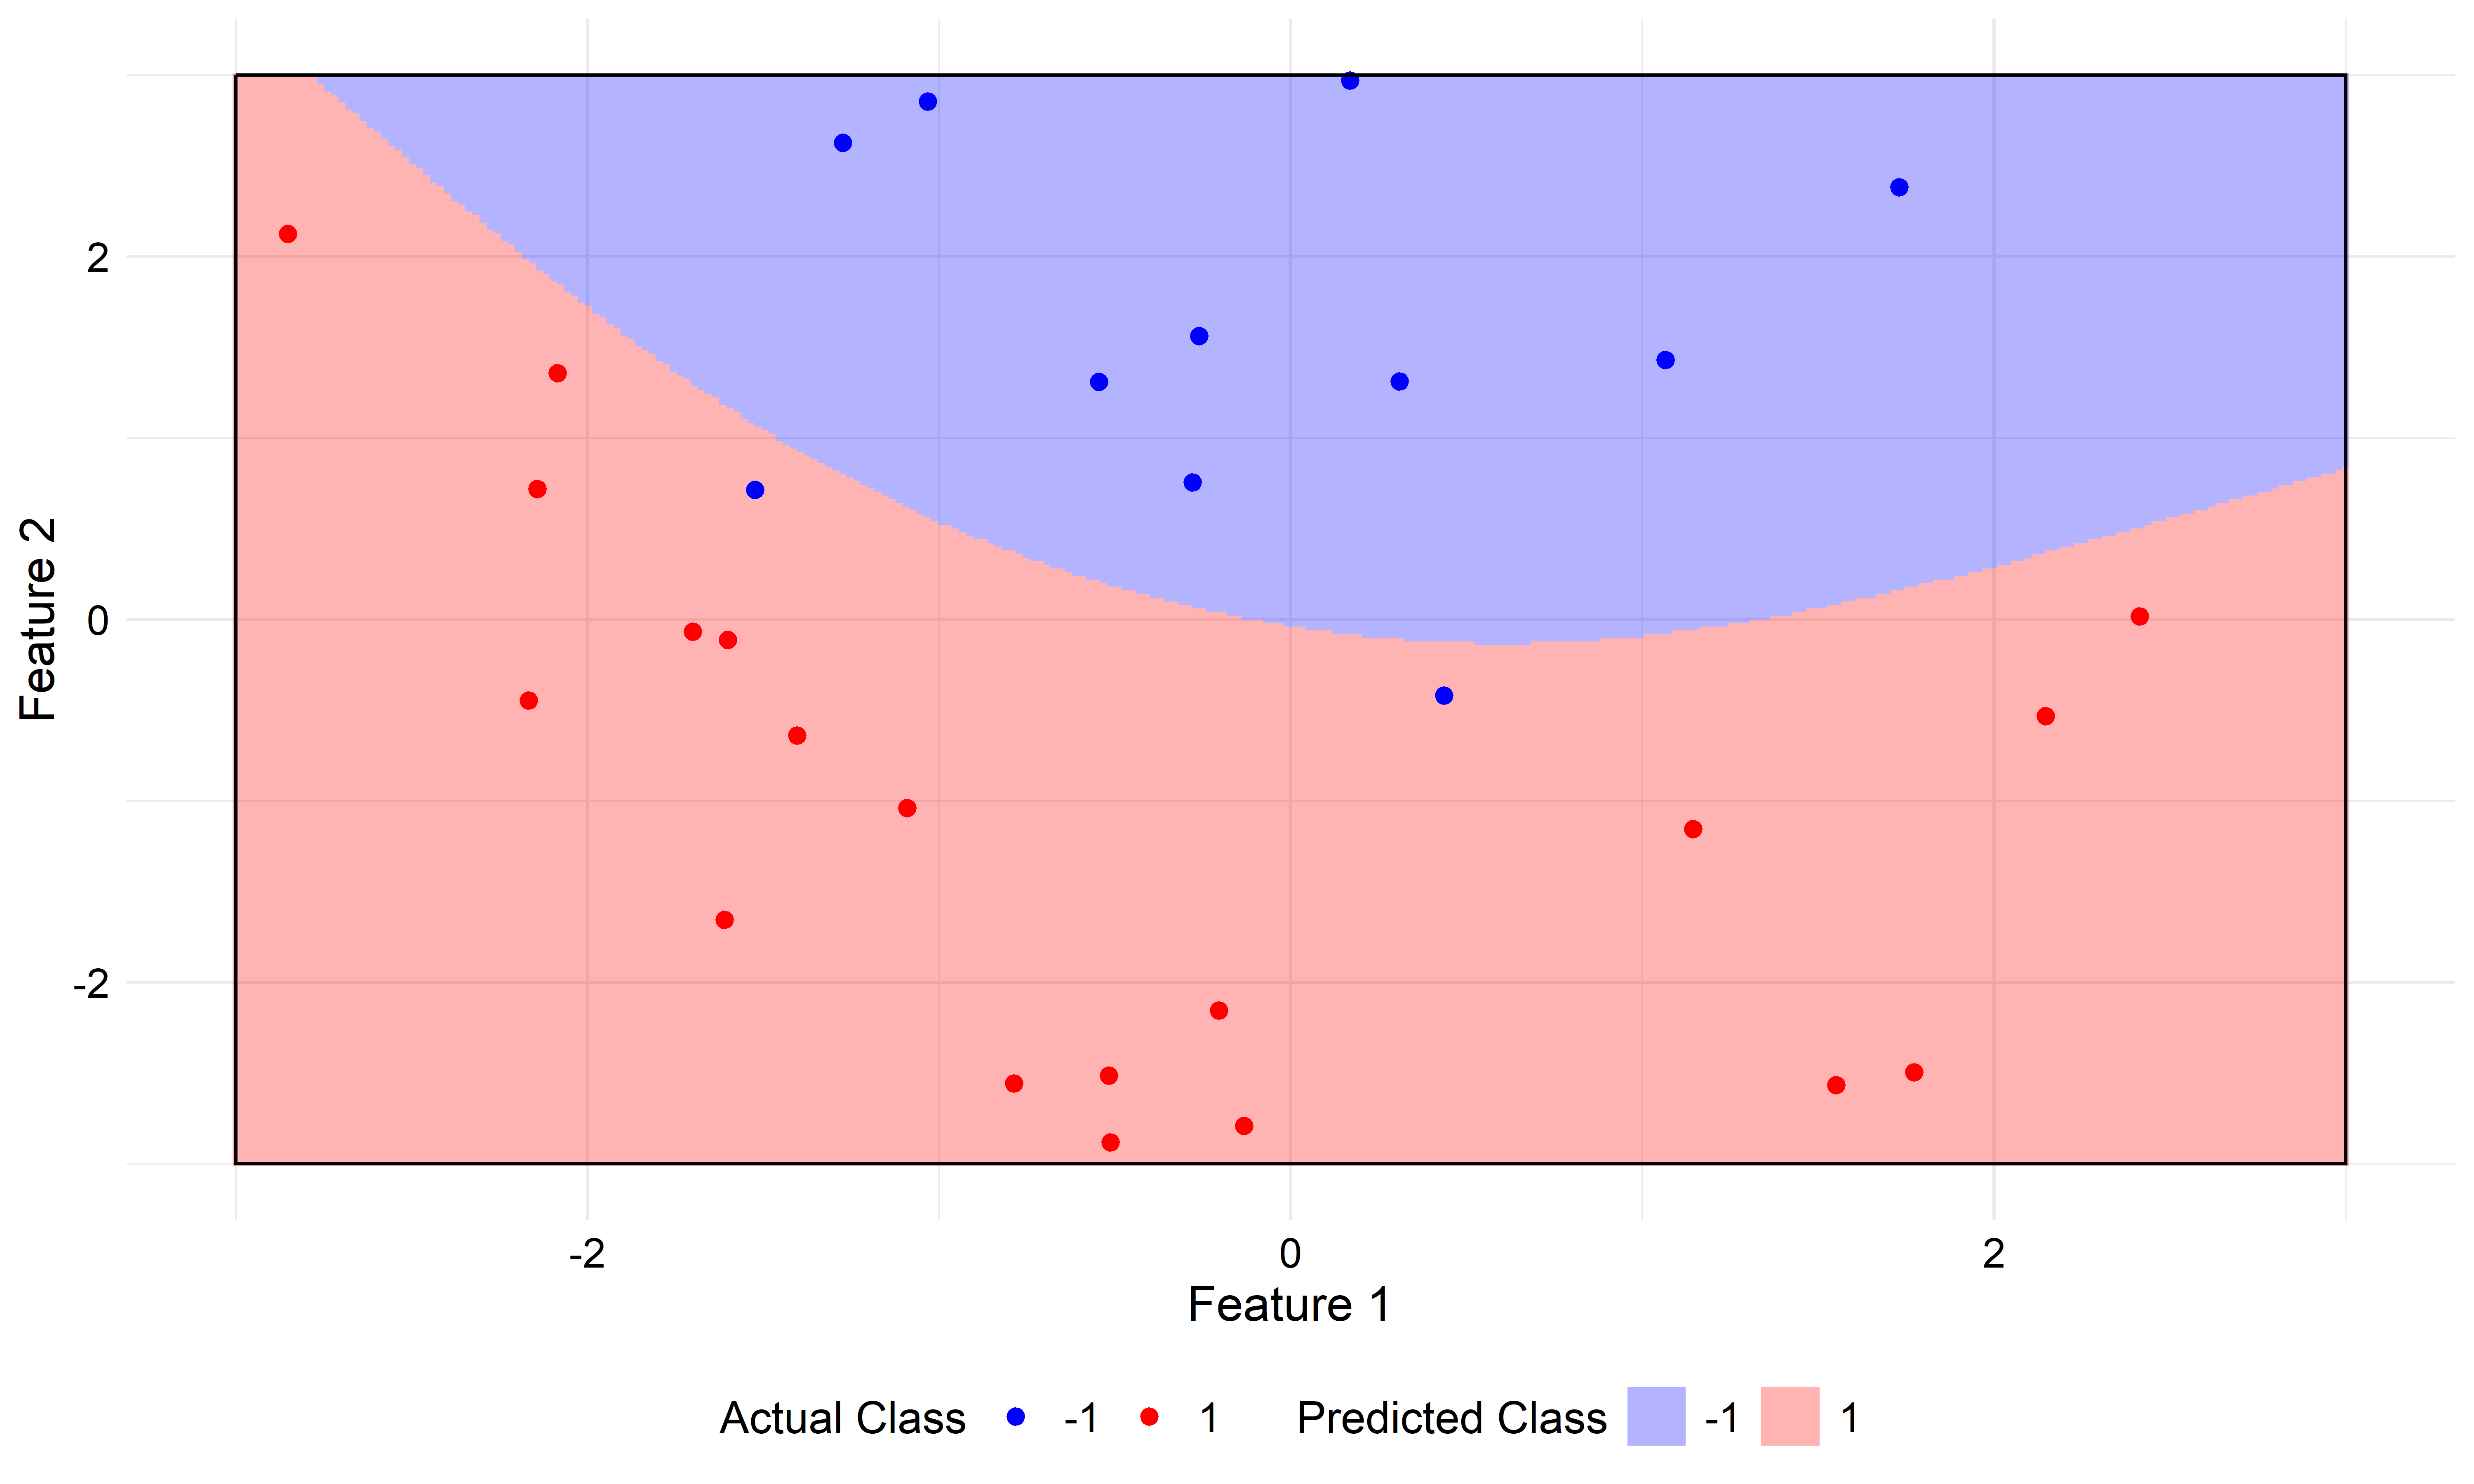 2
0
-2
Feature 2
-2 0 2
Feature 1
Actual Class -1 1 Predicted Class -1 1